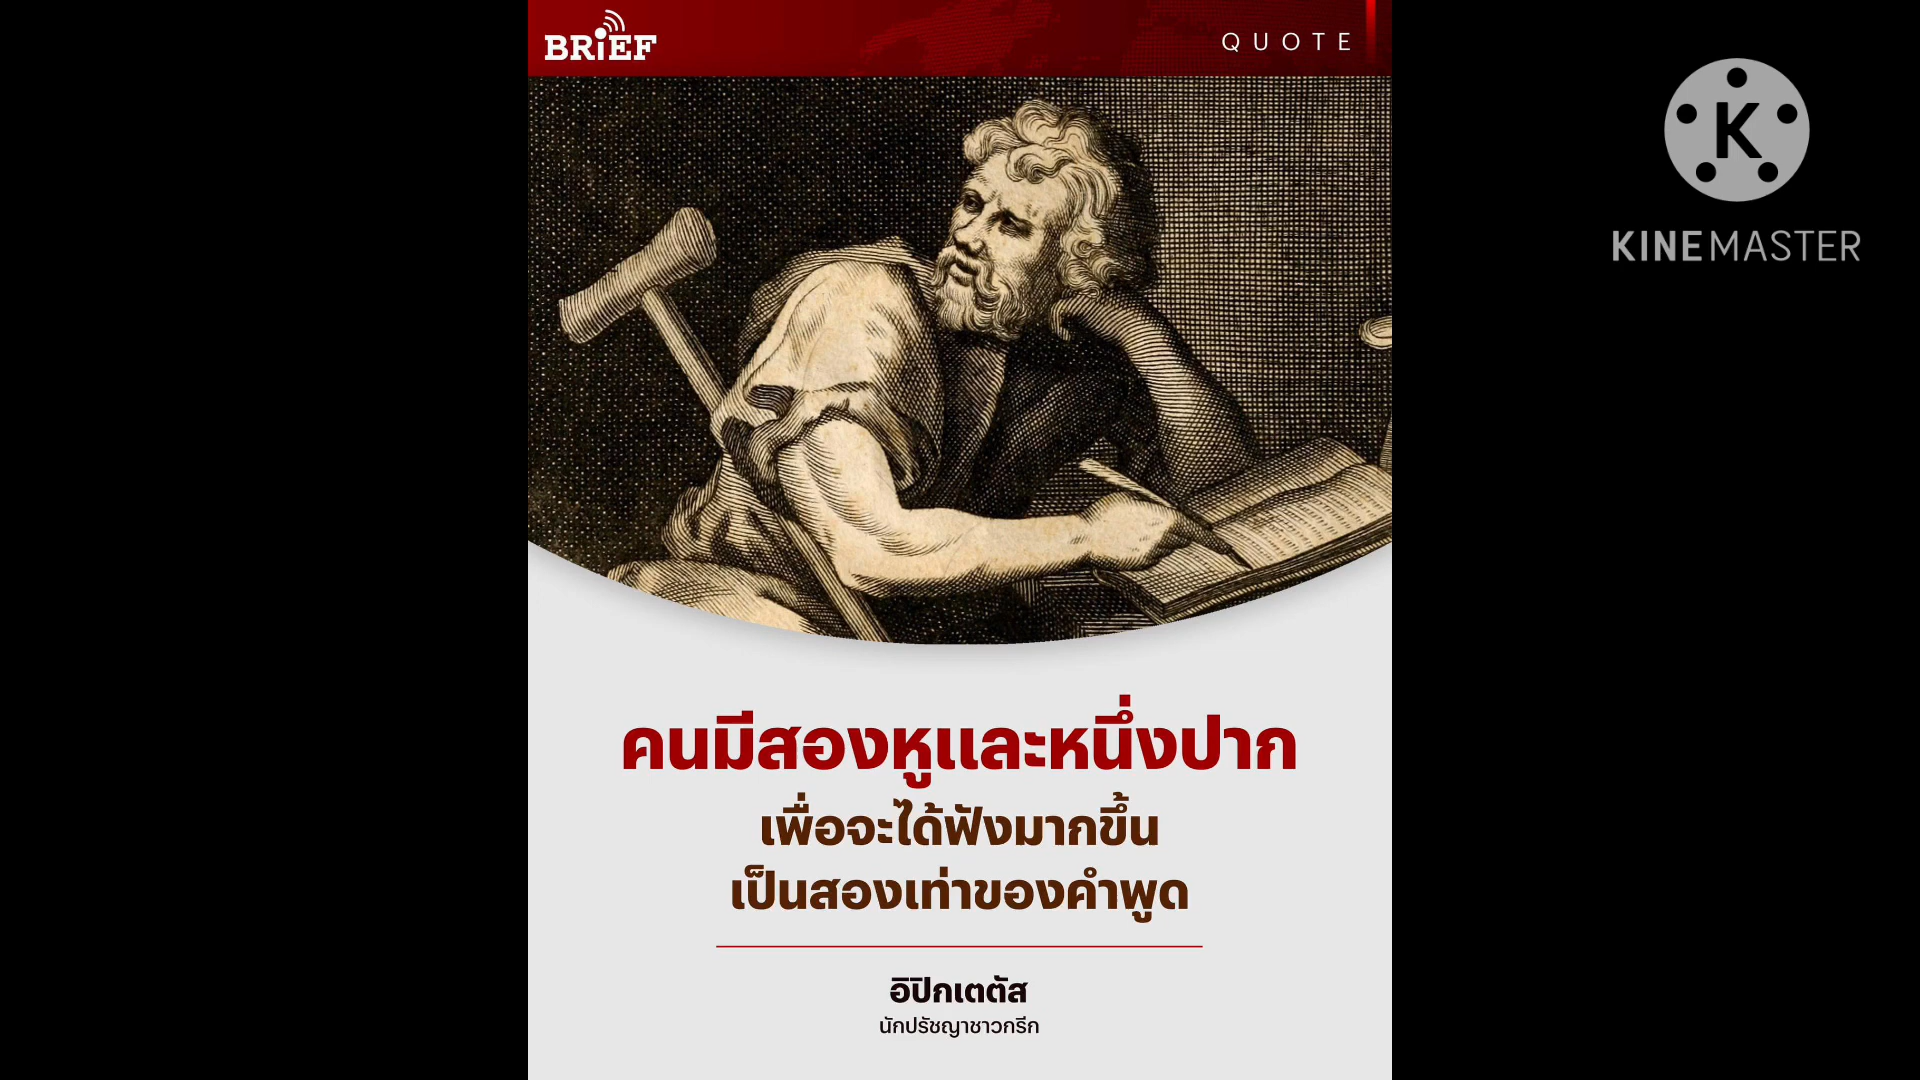 BRiEF
QUOTE
K
KINEMASTER
คนมีสองหูและหนึ่งปาก
เพื่อจะได้ฟังมากขึ้น
เป็นสองเท่าของคำพูด
อิปิกเตตัส
นักปรัชญาชาวกรีก